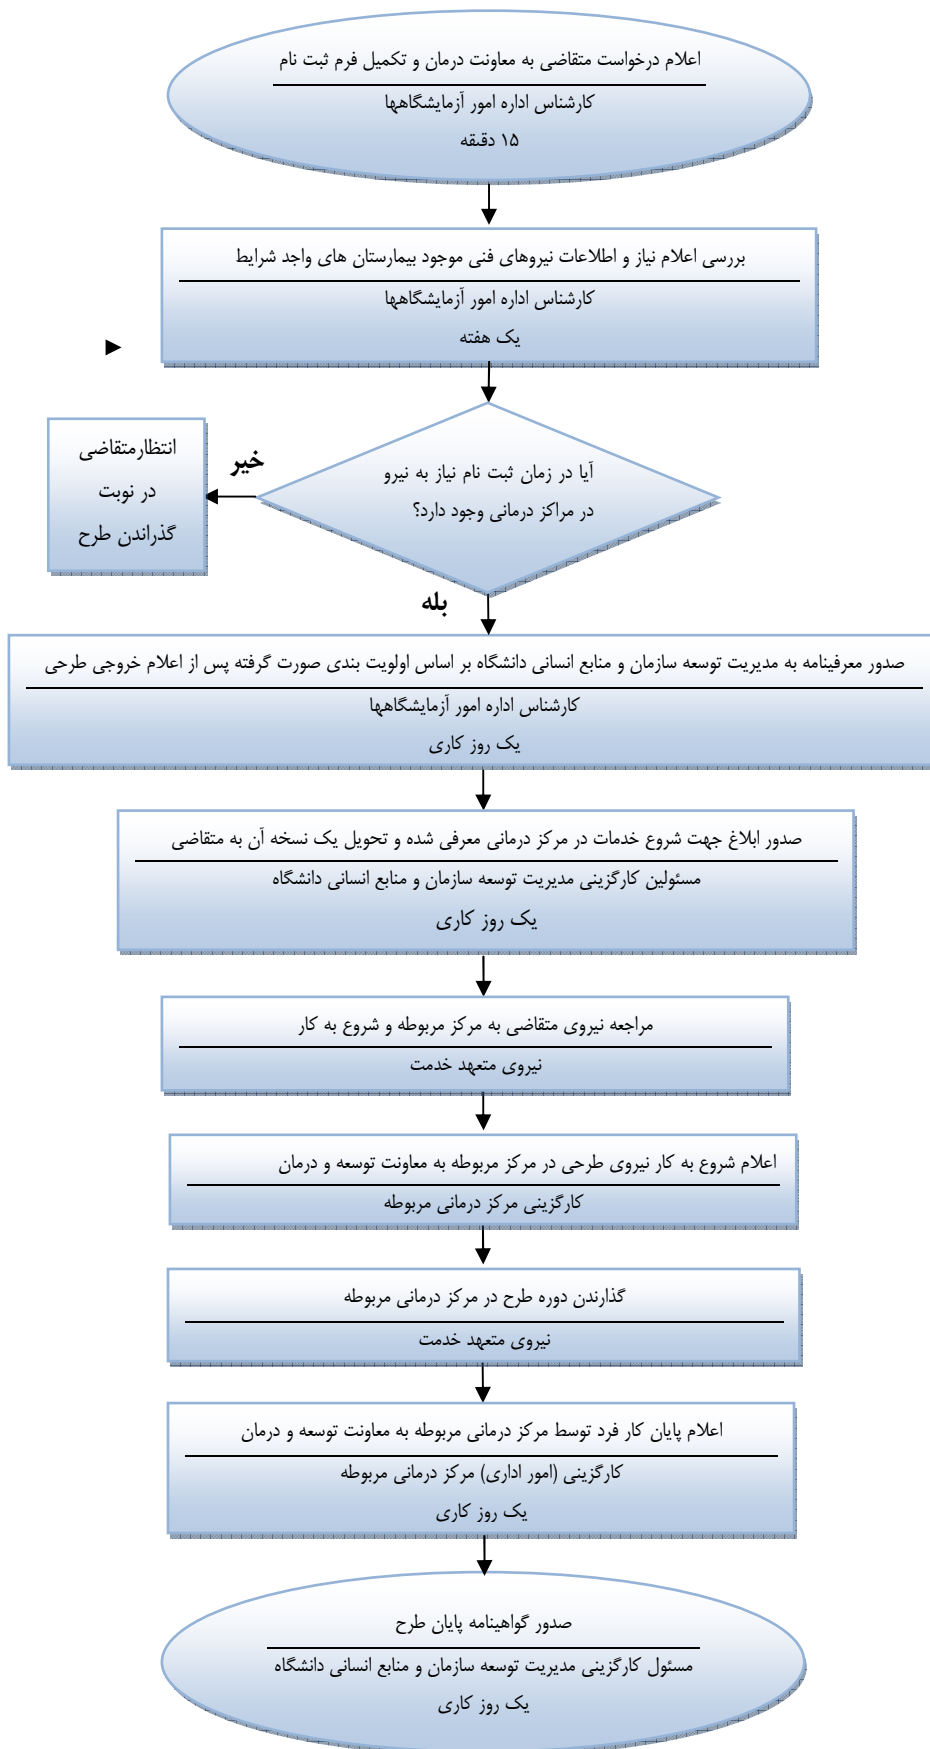 اعلام درخواست متقاضی به معاونت درمان و تکمیل فرم ثبت نام
کارشناس اداره امور آزمایشگاهها
۱۵ دقیقه
بررسی اعلام نیاز و اطلاعات نیروهای فنی موجود بیمارستان های واجد شرایط
کارشناس اداره امور آزمایشگاهها
یک هفته
آیا در زمان ثبت نام نیاز به نیرو
در مراکز درمانی وجود دارد؟
خیر
انتظارمتقاضی
در نوبت
گذراندن طرح
بله
صدور معرفینامه به مدیریت توسعه سازمان و منابع انسانی دانشگاه بر اساس اولویت بندی صورت گرفته پس از اعلام خروجی طرحی
کارشناس اداره امور آزمایشگاهها
یک روز کاری
صدور ابلاغ جهت شروع خدمات در مرکز درمانی معرفی شده و تحویل یک نسخه آن به متقاضی
مسئولین کارگزینی مدیریت توسعه سازمان و منابع انسانی دانشگاه
یک روز کاری
مراجعه نیروی متقاضی به مرکز مربوطه و شروع به کار
نیروی متعهد خدمت
اعلام شروع به کار نیروی طرحی در مرکز مربوطه به معاونت توسعه و درمان
کارگزینی مرکز درمانی مربوطه
گذارندن دوره طرح در مرکز درمانی مربوطه
نیروی متعهد خدمت
اعلام پایان کار فرد توسط مرکز درمانی مربوطه به معاونت توسعه و درمان
کارگزینی (امور اداری) مرکز درمانی مربوطه
یک روز کاری
صدور گواهینامه پایان طرح
مسئول کارگزینی مدیریت توسعه سازمان و منابع انسانی دانشگاه
یک روز کاری